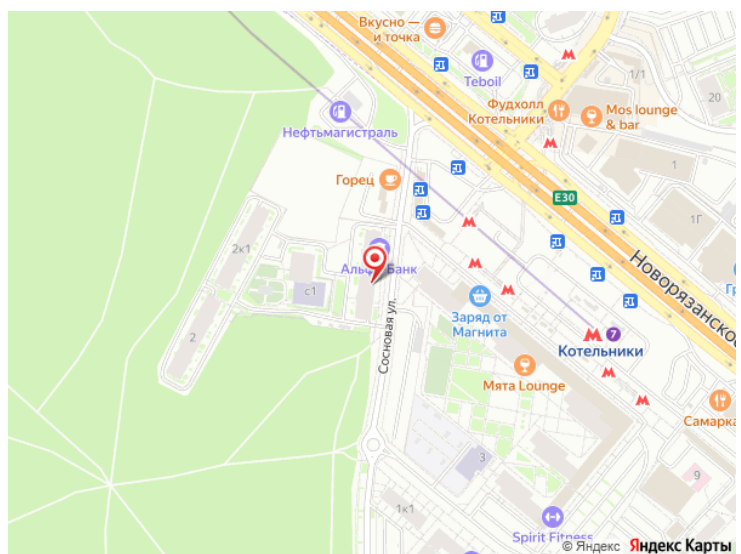 Вкусно —
и точка
Teboil
1/1
20
Фудхолл
Котельники
Mos lounge
& bar
Нефтьмагистраль
Горец
1
E30
1Г
2к1
Альфа-Банк
с1
Новорязанское
Гр
Заряд от
Магнита
Котельники
7
2
Сосновая ул.
Мята Lounge
Самарка
3
9
1к1
Spirit Fitness
© Яндекс Яндекс Карты